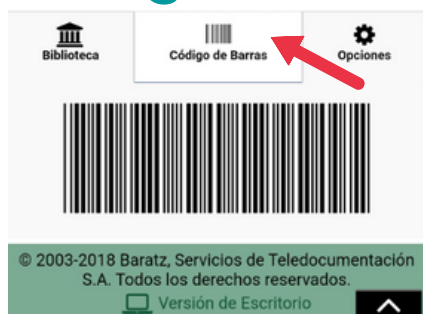 Biblioteca
Código de Barras
Opciones
© 2003-2018 Baratz, Servicios de Teledocumentación
S.A. Todos los derechos reservados.
Versión de Escritorio